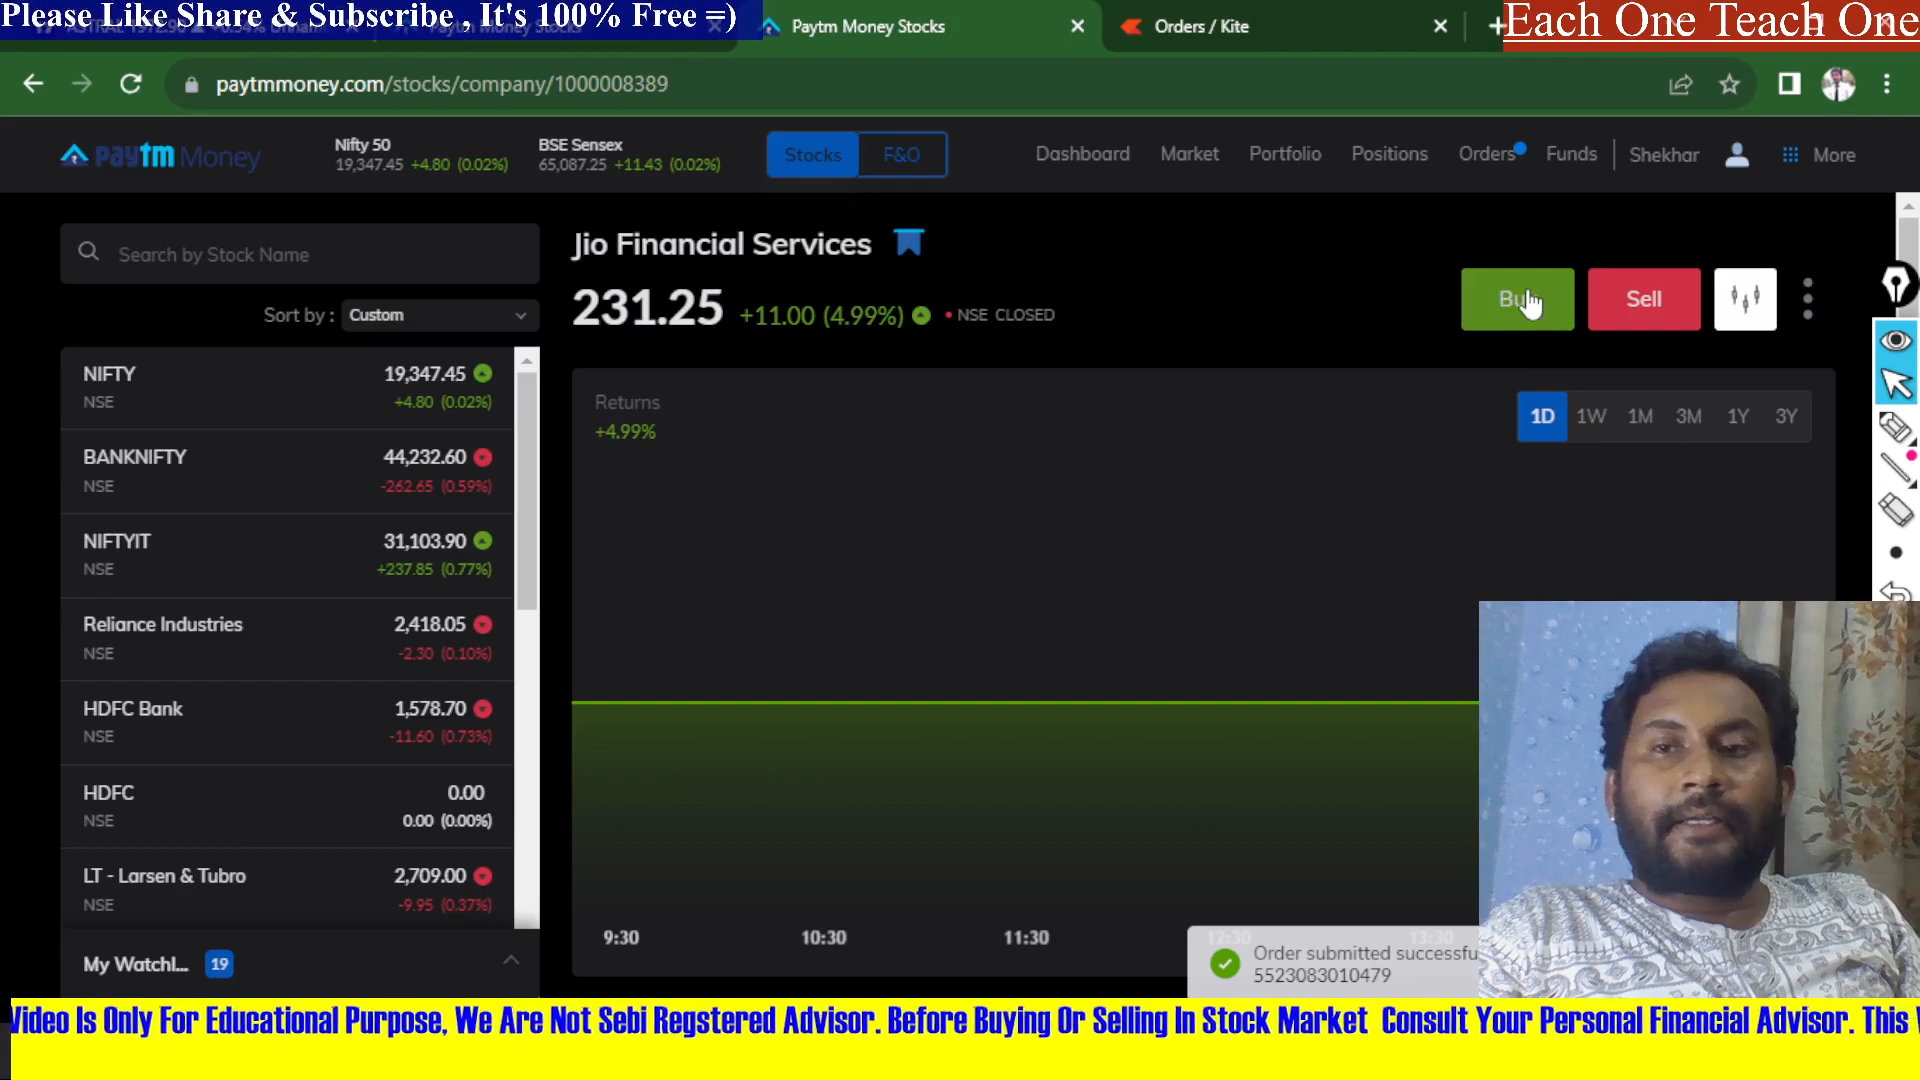 Please Like Share & Subscribe , It's 100% Free =)
Each One Teach One
Paytm Money Stocks
Paytm Money Stocks
Orders / Kite
paytmmoney.com/stocks/company/1000008389
paytm Money
Nifty 50
19,347.45 +4.80 (0.02%)
BSE Sensex
65,087.25 +11.43 (0.02%)
Stocks
F&O
Dashboard
Market
Portfolio
Positions
Orders
Funds
Shekhar
More
Search by Stock Name
Sort by :
Custom
NIFTY 19,347.45
NSE +4.80 (0.02%)
BANKNIFTY 44,232.60
NSE -262.65 (0.59%)
NIFTYIT 31,103.90
NSE +237.85 (0.77%)
Reliance Industries 2,418.05
NSE -2.30 (0.10%)
HDFC Bank 1,578.70
NSE -11.60 (0.73%)
HDFC 0.00
NSE 0.00 (0.00%)
LT - Larsen & Tubro 2,709.00
NSE -9.95 (0.37%)
My Watchl... 19
Jio Financial Services
231.25 +11.00 (4.99%) • NSE CLOSED
Sell
Returns
+4.99%
1D 1W 1M 3M 1Y 3Y
9:30 10:30 11:30 12:30 13:30
Order submitted successfu
5523083010479
Video Is Only For Educational Purpose, We Are Not Sebi Regstered Advisor. Before Buying Or Selling In Stock Market Consult Your Personal Financial Advisor. This